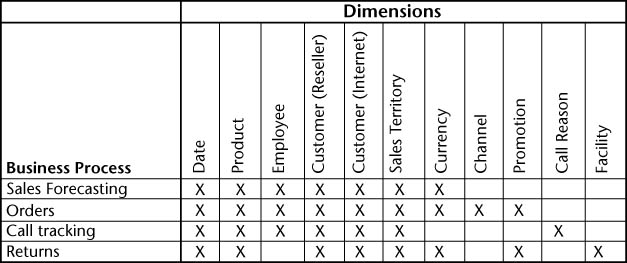 Dimensions
Business Process Date Product Employee Customer (Reseller) Customer (Internet) Sales Territory Currency Channel Promotion Call Reason Facility
Sales Forecasting X X X X X X X
Orders X X X X X X X X X
Call tracking X X X X X X X
Returns X X X X X X X X